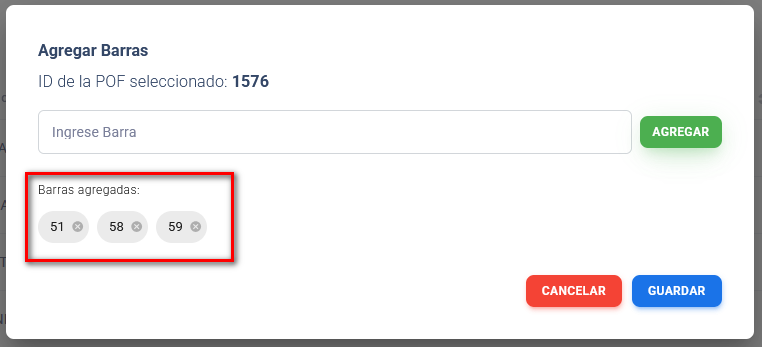 Agregar Barras
ID de la POF seleccionado: 1576
Ingrese Barra
AGREGAR
Barras agregadas:
51 58 59
CANCELAR GUARDAR